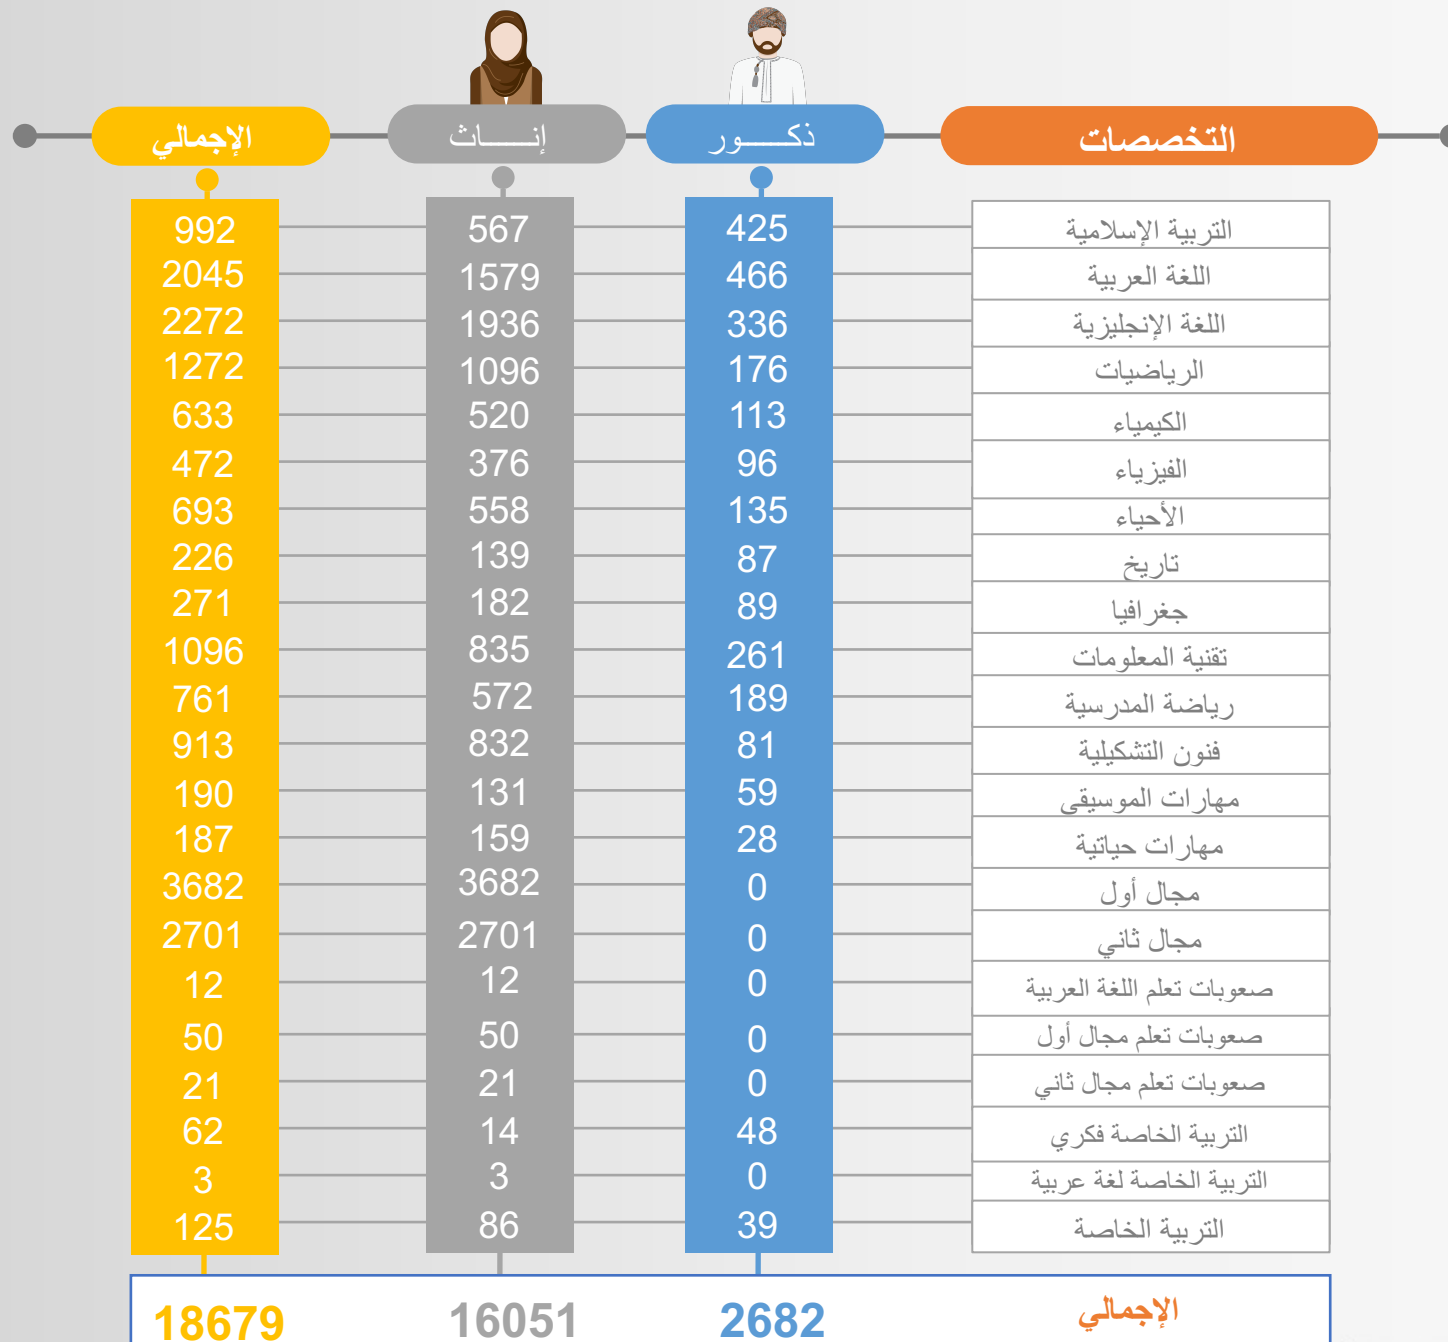 التخصصات ذكـــــور إنـــــاث الإجمالي
التربية الإسلامية 425 567 992
اللغة العربية 466 1579 2045
اللغة الإنجليزية 336 1936 2272
الرياضيات 176 1096 1272
الكيمياء 113 520 633
الفيزياء 96 376 472
الأحياء 135 558 693
تاريخ 87 139 226
جغرافيا 89 182 271
تقنية المعلومات 261 835 1096
رياضة المدرسية 189 572 761
فنون التشكيلية 81 832 913
مهارات الموسيقى 59 131 190
مهارات حياتية 28 159 187
مجال أول 0 3682 3682
مجال ثاني 0 2701 2701
صعوبات تعلم اللغة العربية 0 12 12
صعوبات تعلم مجال أول 0 50 50
صعوبات تعلم مجال ثاني 0 21 21
التربية الخاصة فكري 48 14 62
التربية الخاصة لغة عربية 0 3 3
التربية الخاصة 39 86 125
الإجمالي 2682 16051 18679